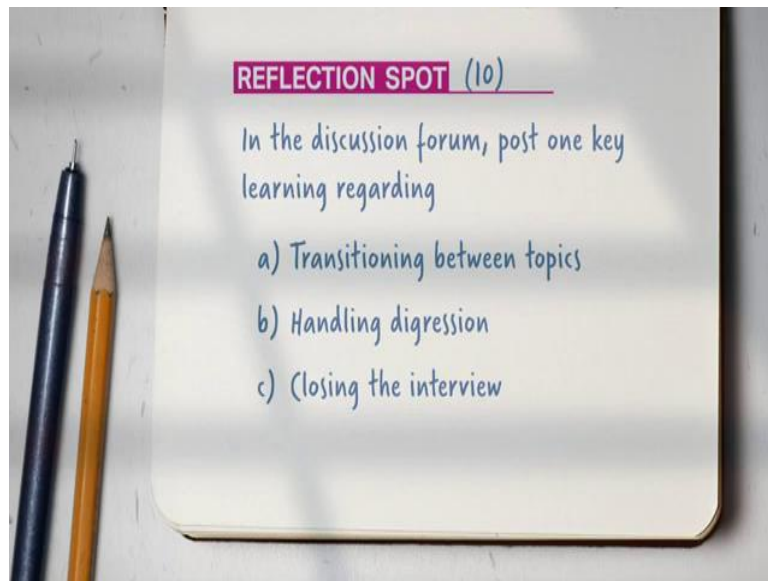 REFLECTION SPOT (10)
In the discussion forum, post one key
learning regarding
a) Transitioning between topics
b) Handling digression
c) Closing the interview